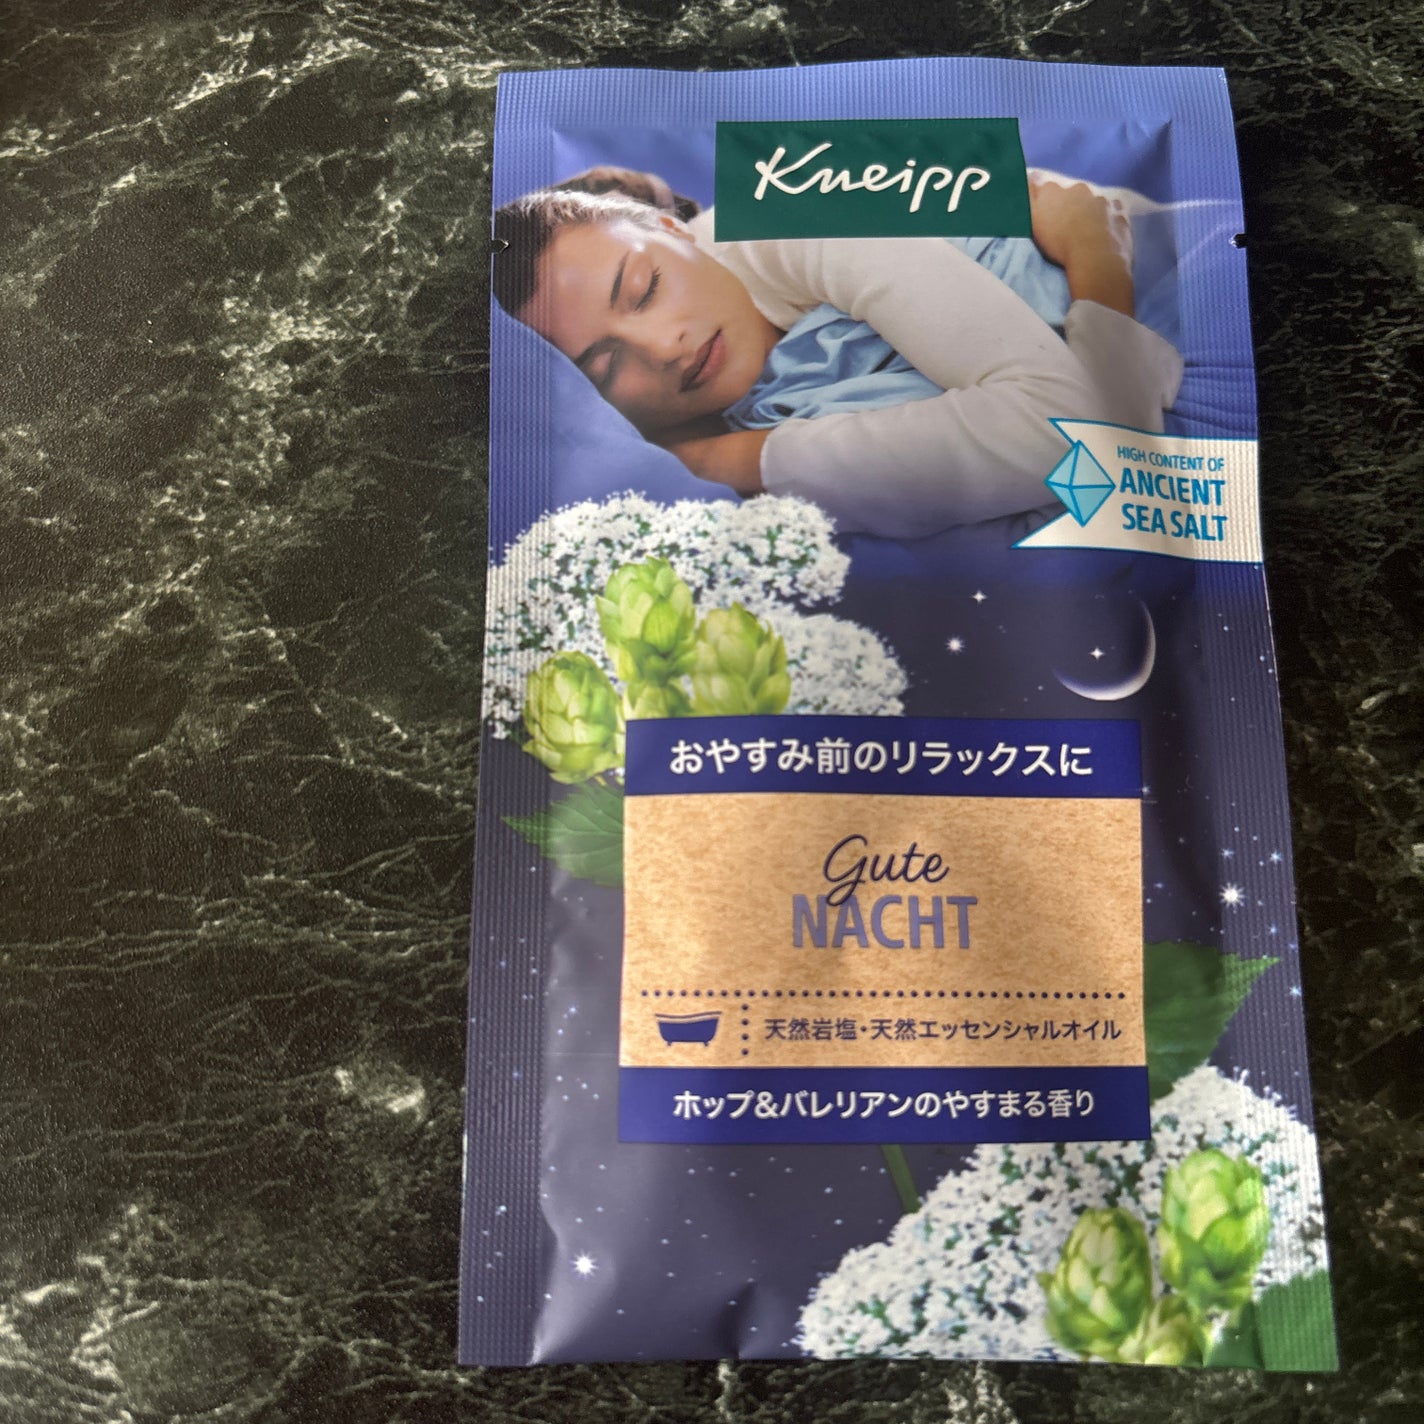 Kneipp
HIGH CONTENT OF
ANCIENT
SEA SALT
おやすみ前のリラックスに
Gute
NACHT
天然岩塩・天然エッセンシャルオイル
ホップ&バレリアンのやすまる香り